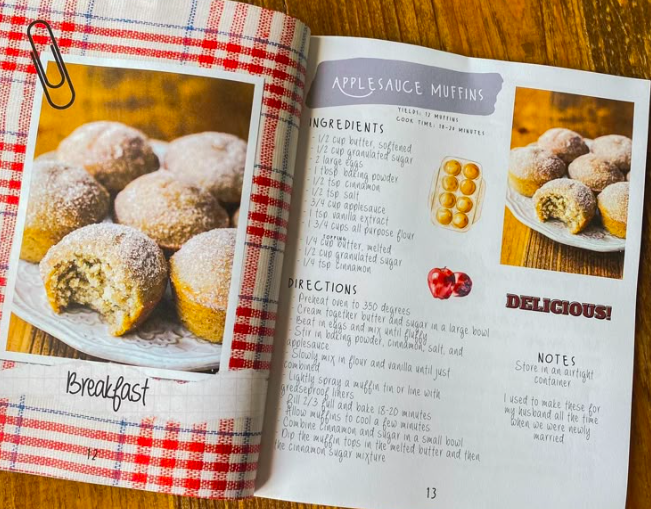 Breakfast
12
APPLESAUCE MUFFINS
YIELDS: 12 MUFFINS
COOK TIME: 18-20 MINUTES
INGREDIENTS
- 1/2 cup butter, softened
- 1/2 cup granulated sugar
- 2 large eggs
- 1 tbsp baking powder
- 1/2 tsp cinnamon
- 1/2 tsp salt
- 3/4 cup applesauce
- 1 tsp vanilla extract
- 1 3/4 cups all purpose flour
TOPPING
- 1/4 cup butter, melted
- 1/2 cup granulated sugar
- 1/4 tsp cinnamon
DIRECTIONS
Preheat oven to 350 degrees
Cream together butter and sugar in a large bowl
Beat in eggs and mix until fluffy
Stir in baking powder, cinnamon, salt, and
applesauce
Slowly mix in flour and vanilla until just
combined
Lightly spray a muffin tin or line with
greaseproof liners
Fill 2/3 full and bake 18-20 minutes
Allow muffins to cool a few minutes
Combine cinnamon and sugar in a small bowl
Dip the muffin tops in the melted butter and then
the cinnamon sugar mixture
DELICIOUS!
NOTES
Store in an airtight
container
I used to make these for
my husband all the time
when we were newly
married
13